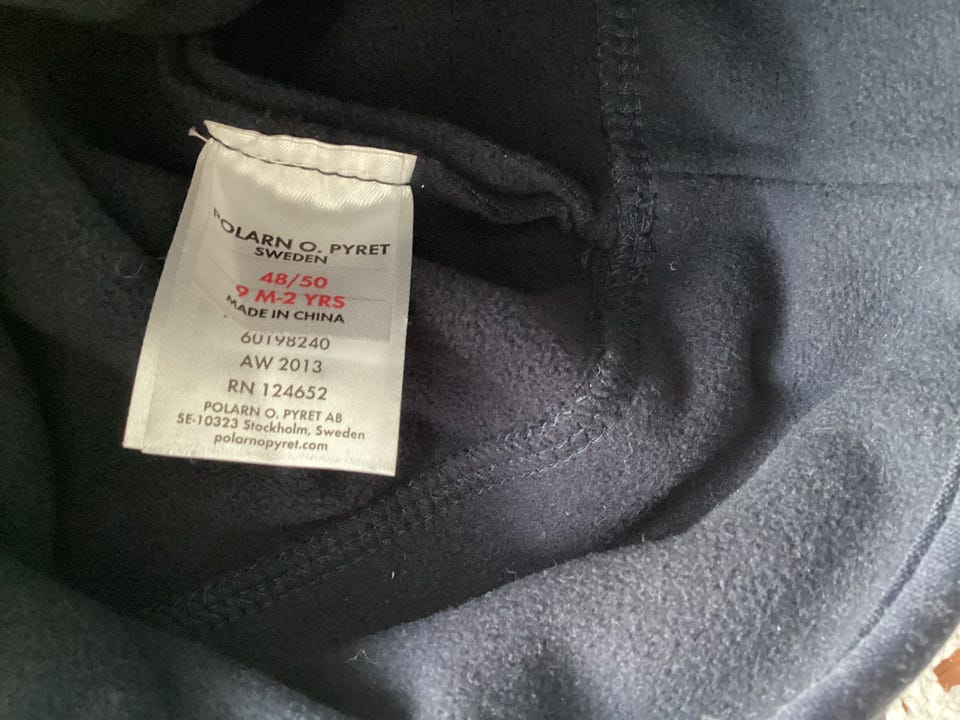 POLARN O. PYRET
SWEDEN
48/50
9 M-2 YRS
MADE IN CHINA
60198240
AW 2013
RN 124652
POLARN O. PYRET AB
SE-10323 Stockholm, Sweden
polarnopyret.com